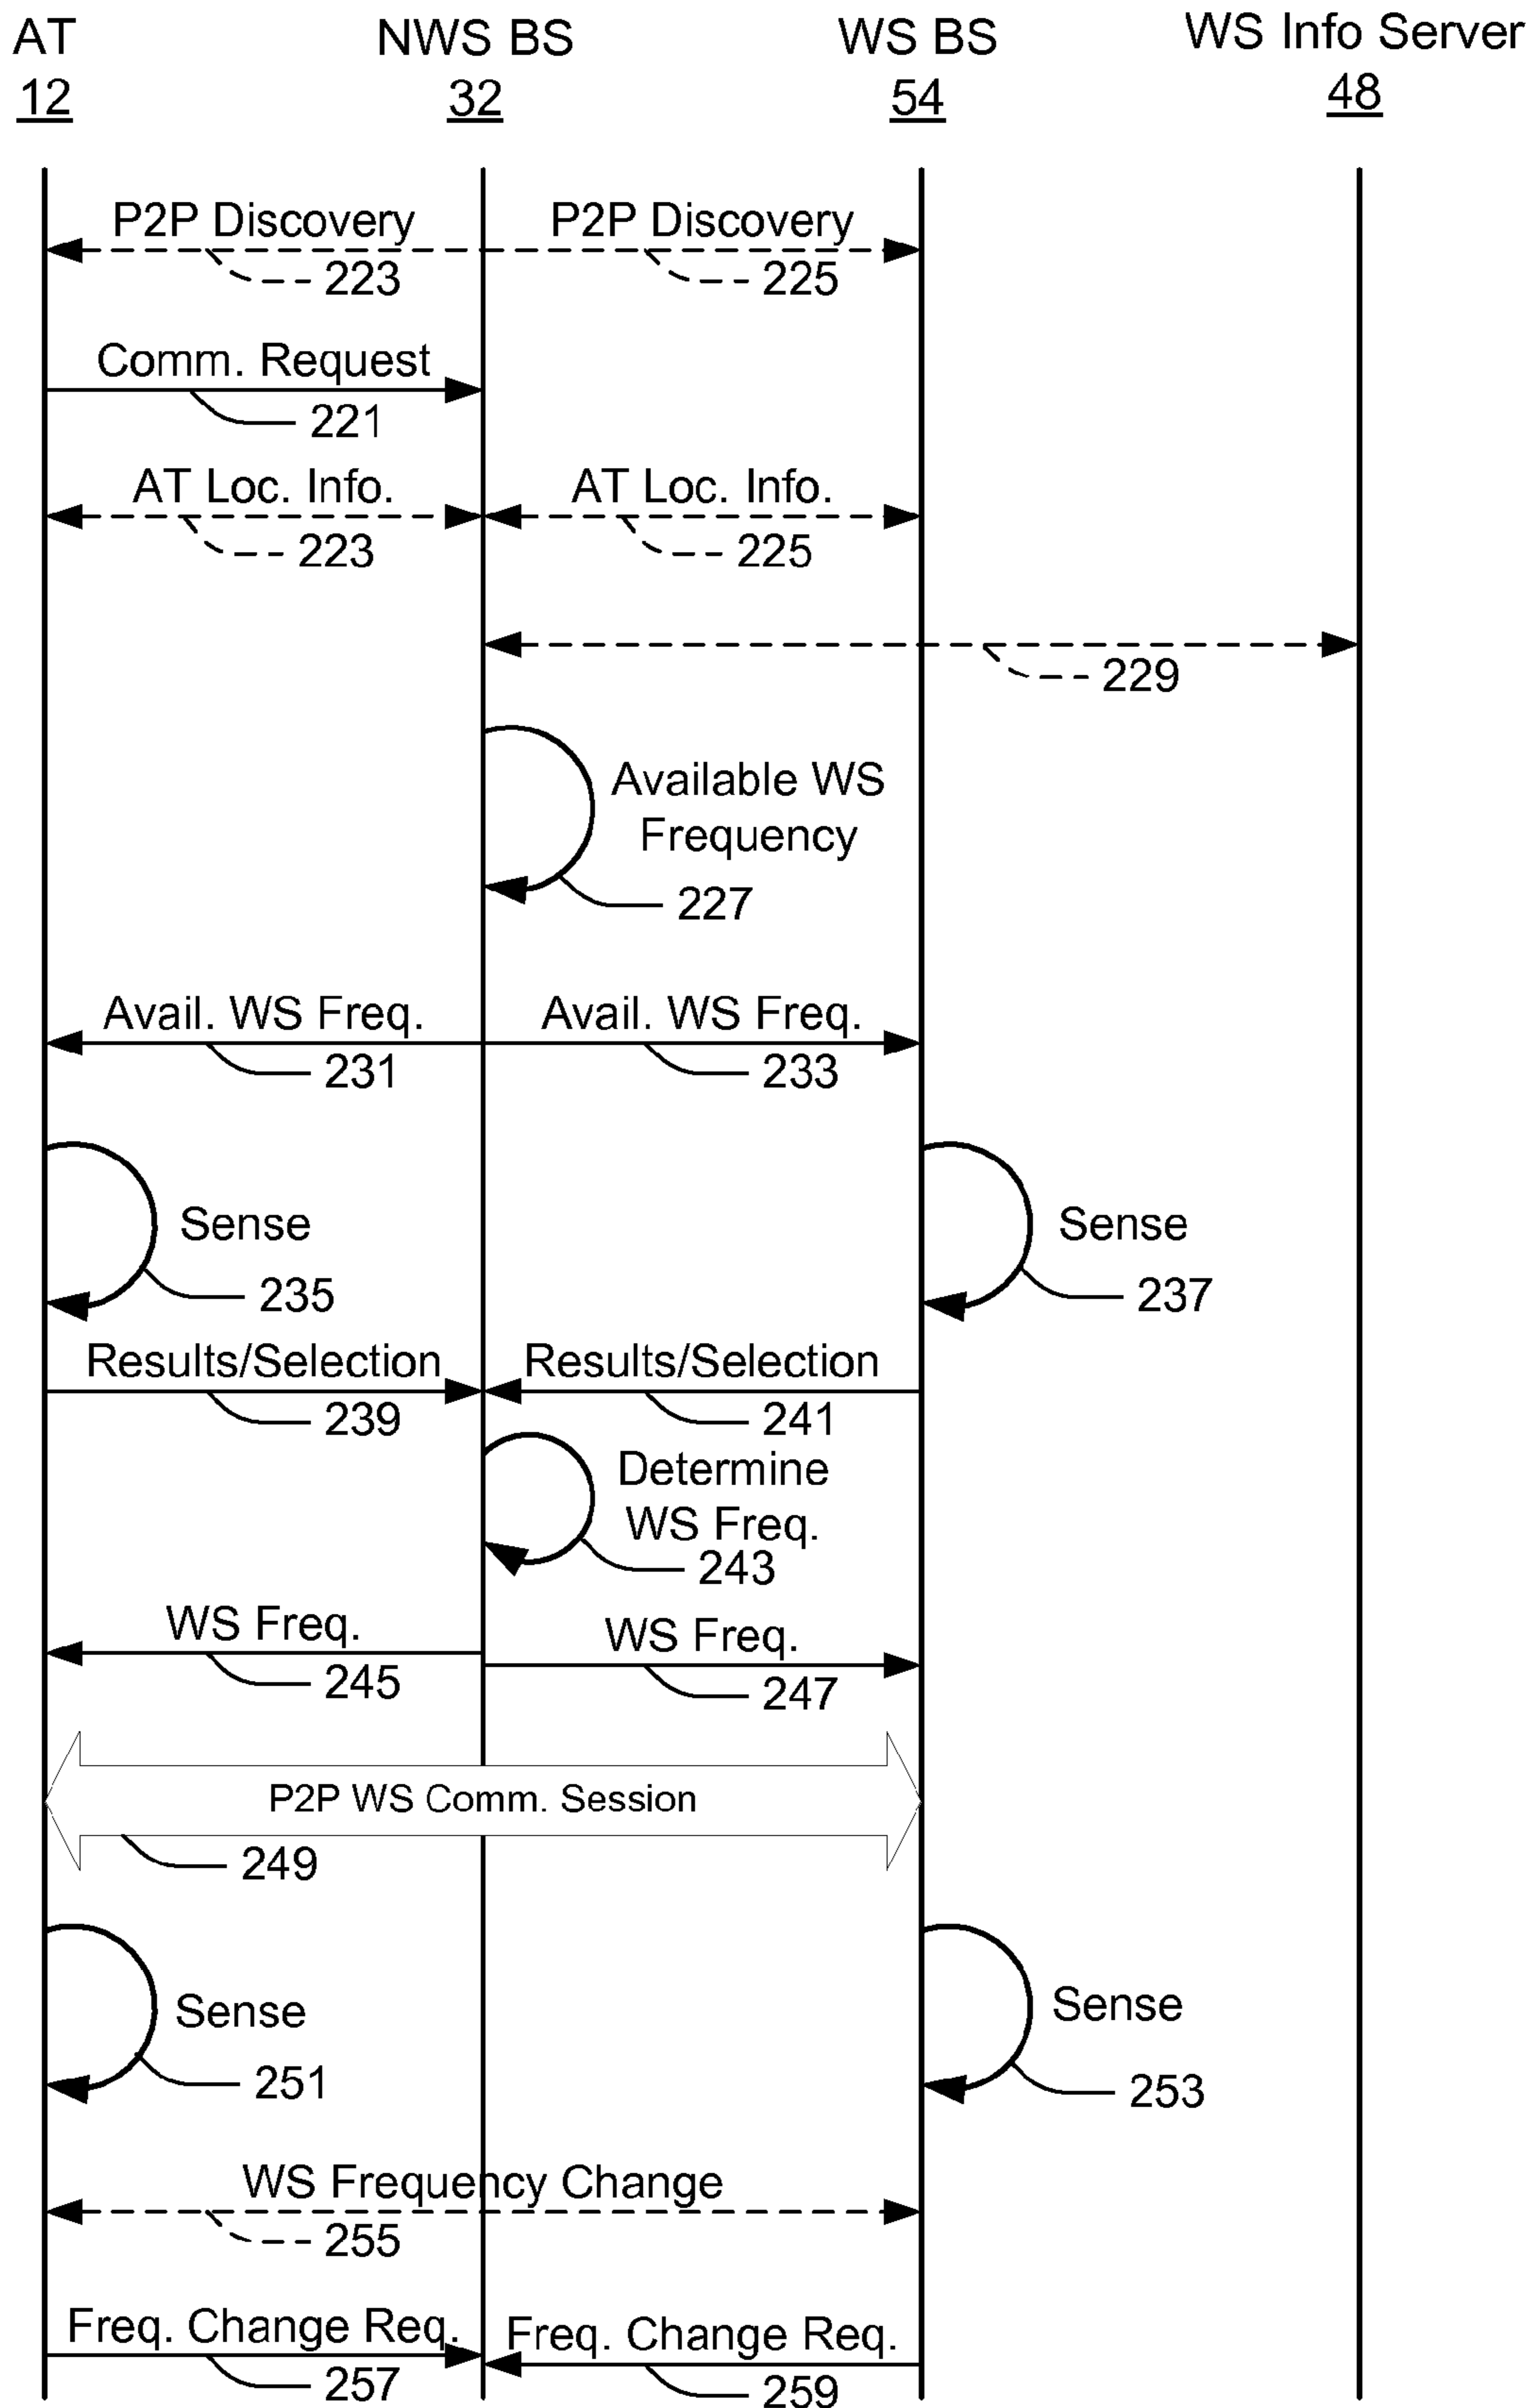 AT
NWS BS
WS BS
WS Info Server
12
32
54
48
P2P Discovery
P2P Discovery
223
225
Comm. Request
221
AT Loc. Info.
AT Loc. Info.
223
225
229
Available WS
Frequency
227
Avail. WS Freq.
Avail. WS Freq.
231
233
Sense
Sense
235
237
Results/Selection
Results/Selection
239
241
Determine
WS Freq.
243
WS Freq.
WS Freq.
245
247
P2P WS Comm. Session
249
Sense
Sense
251
253
WS Frequency Change
255
Freq. Change Req.
Freq. Change Req.
257
259